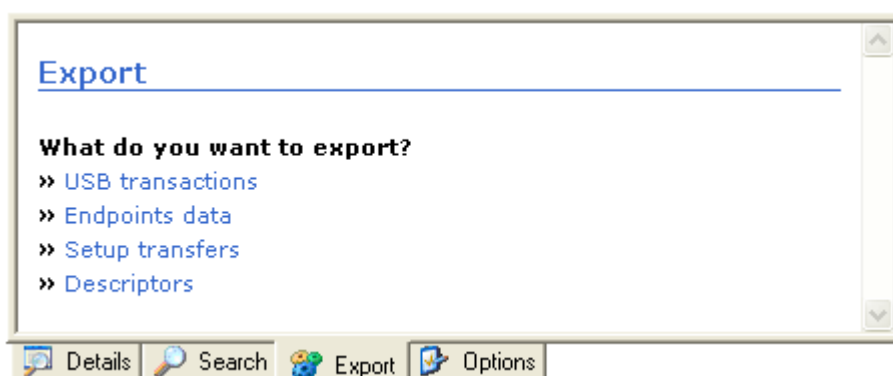 Export
What do you want to export?
» USB transactions
» Endpoints data
» Setup transfers
» Descriptors
Details Search Export Options